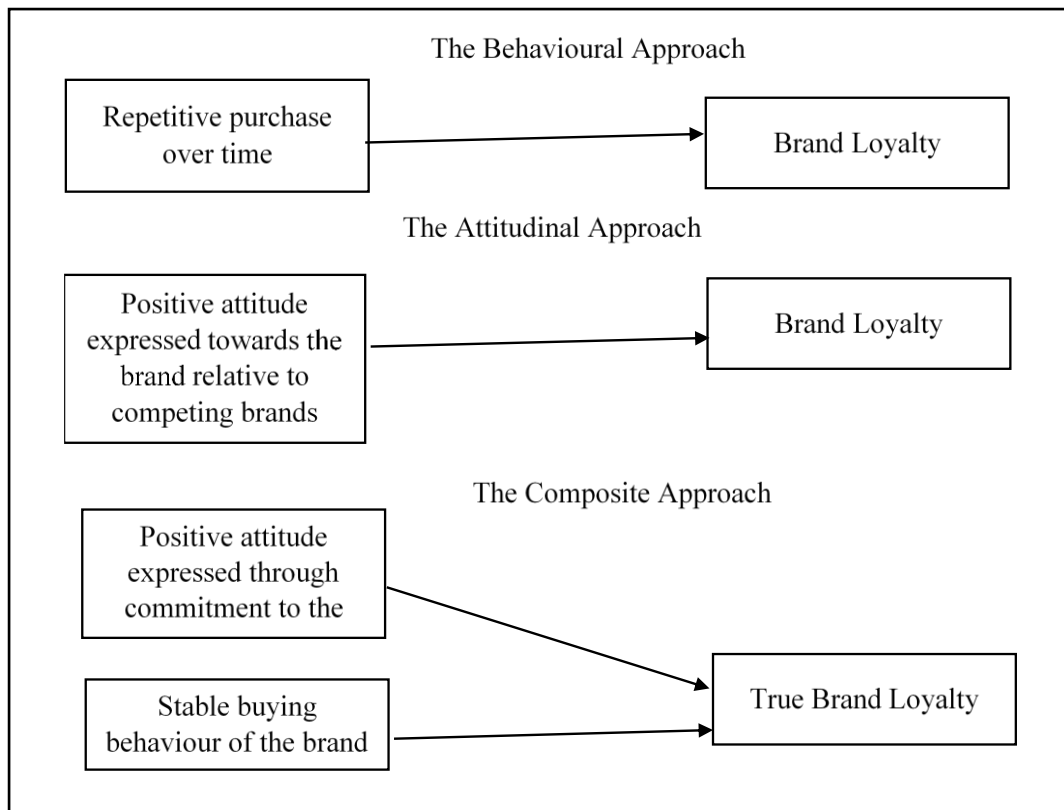 The Behavioural Approach
Repetitive purchase
over time
Brand Loyalty
The Attitudinal Approach
Positive attitude
expressed towards the
brand relative to
competing brands
Brand Loyalty
The Composite Approach
Positive attitude
expressed through
commitment to the
Stable buying
behaviour of the brand
True Brand Loyalty